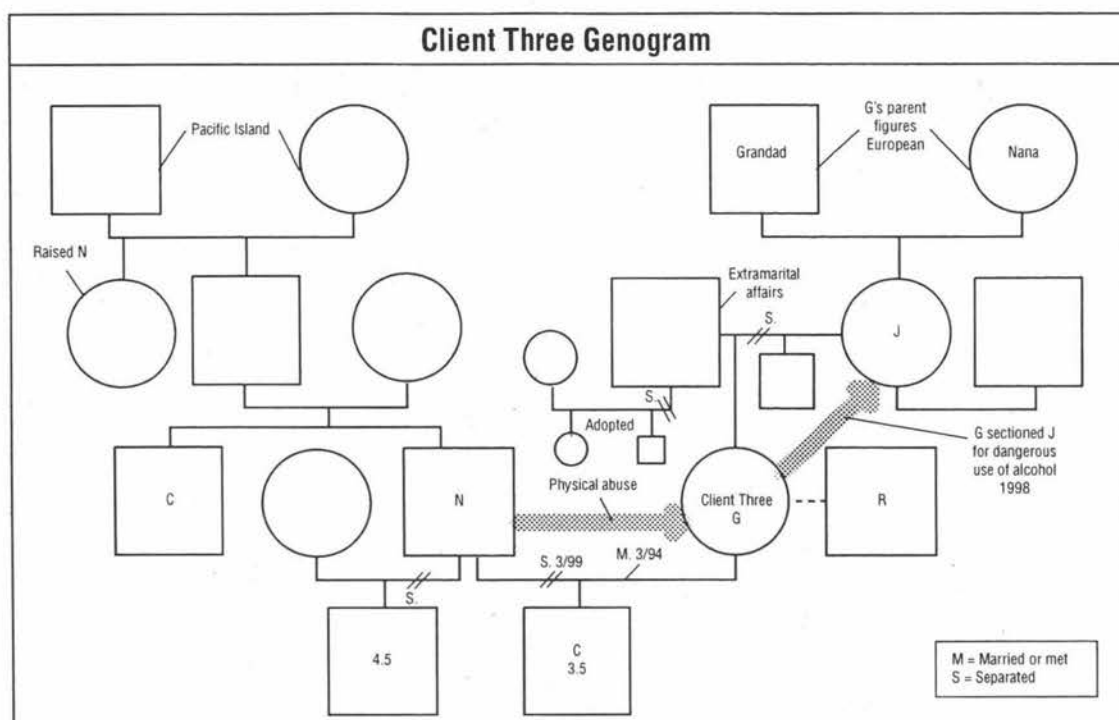 Client Three Genogram
Pacific Island
G's parent
figures
European
Grandad
Nana
Raised N
Extramarital
affairs
S.
J
S.
Adopted
G sectioned J
for dangerous
use of alcohol
1998
Physical abuse
C
N
Client Three
G
R
S. 3/99
M. 3/94
S.
4.5
C
3.5
M = Married or met
S = Separated